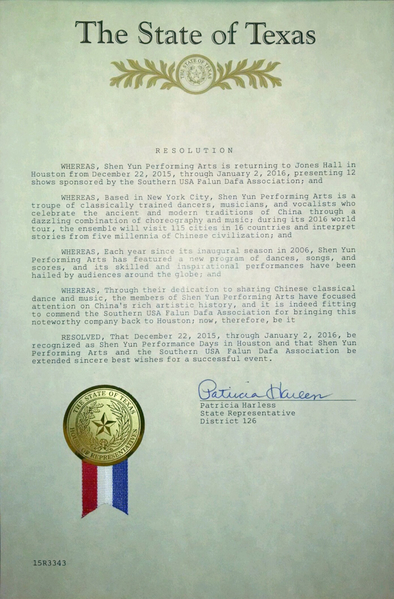 The State of Texas
THE STATE OF TEXAS
RESOLUTION
WHEREAS, Shen Yun Performing Arts is returning to Jones Hall in
Houston from December 22, 2015, through January 2, 2016, presenting 12
shows sponsored by the Southern USA Falun Dafa Association; and
WHEREAS, Based in New York City, Shen Yun Performing Arts is a
troupe of classically trained dancers, musicians, and vocalists who
celebrate the ancient and modern traditions of China through a
dazzling combination of choreography and music; during its 2016 world
tour, the ensemble will visit 115 cities in 16 countries and interpret
stories from five millennia of Chinese civilization; and
WHEREAS, Each year since its inaugural season in 2006, Shen Yun
Performing Arts has featured a new program of dances, songs, and
scores, and its skilled and inspirational performances have been
hailed by audiences around the globe; and
WHEREAS, Through their dedication to sharing Chinese classical
dance and music, the members of Shen Yun Performing Arts have focused
attention on China's rich artistic history, and it is indeed fitting
to commend the Southern USA Falun Dafa Association for bringing this
noteworthy company back to Houston; now, therefore, be it
RESOLVED, That December 22, 2015, through January 2, 2016, be
recognized as Shen Yun Performance Days in Houston and that Shen Yun
Performing Arts and the Southern USA Falun Dafa Association be
extended sincere best wishes for a successful event.
Patricia Harless
Patricia Harless
State Representative
District 126
THE STATE OF TEXAS
HOUSE OF REPRESENTATIVES
15R3343